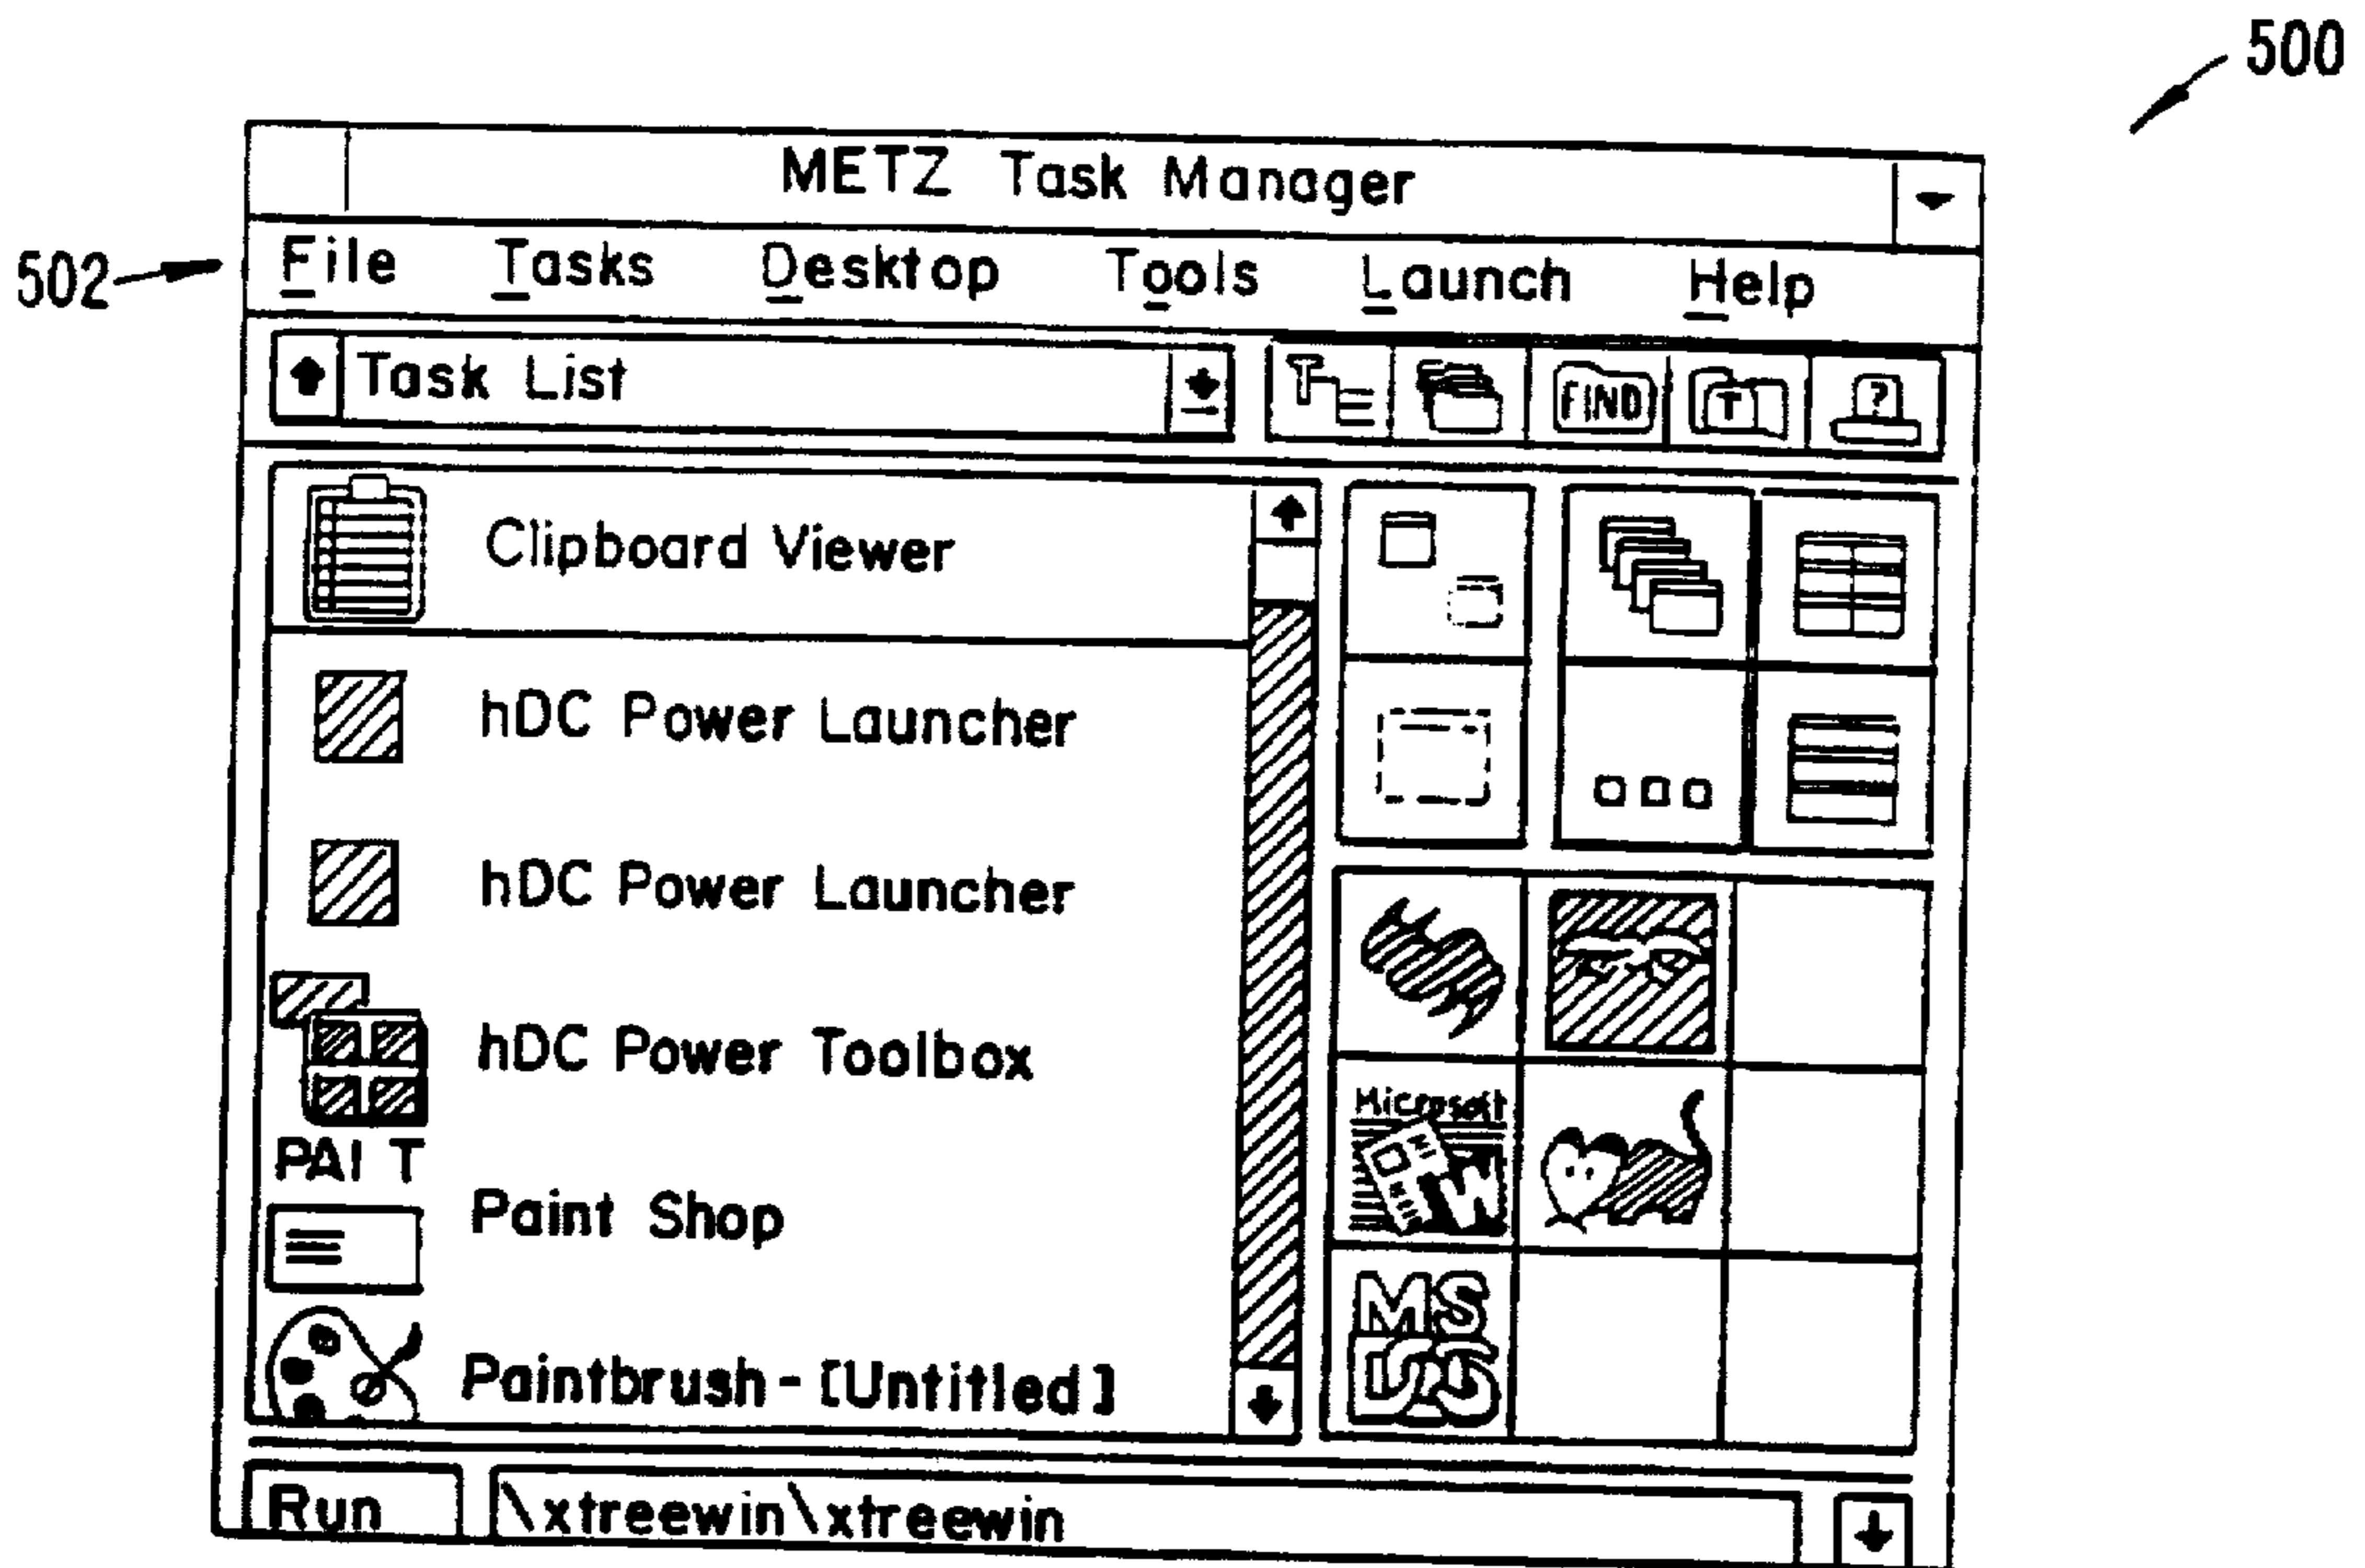 500
METZ Task Manager
502
File Tasks Desktop Tools Launch Help
Task List
T
FIND
T
?
Clipboard Viewer
hDC Power Launcher
hDC Power Launcher
hDC Power Toolbox
Microsoft
W
PAI T
Paint Shop
MS
Paintbrush-[Untitled]
Run
\xtreewin\xtreewin